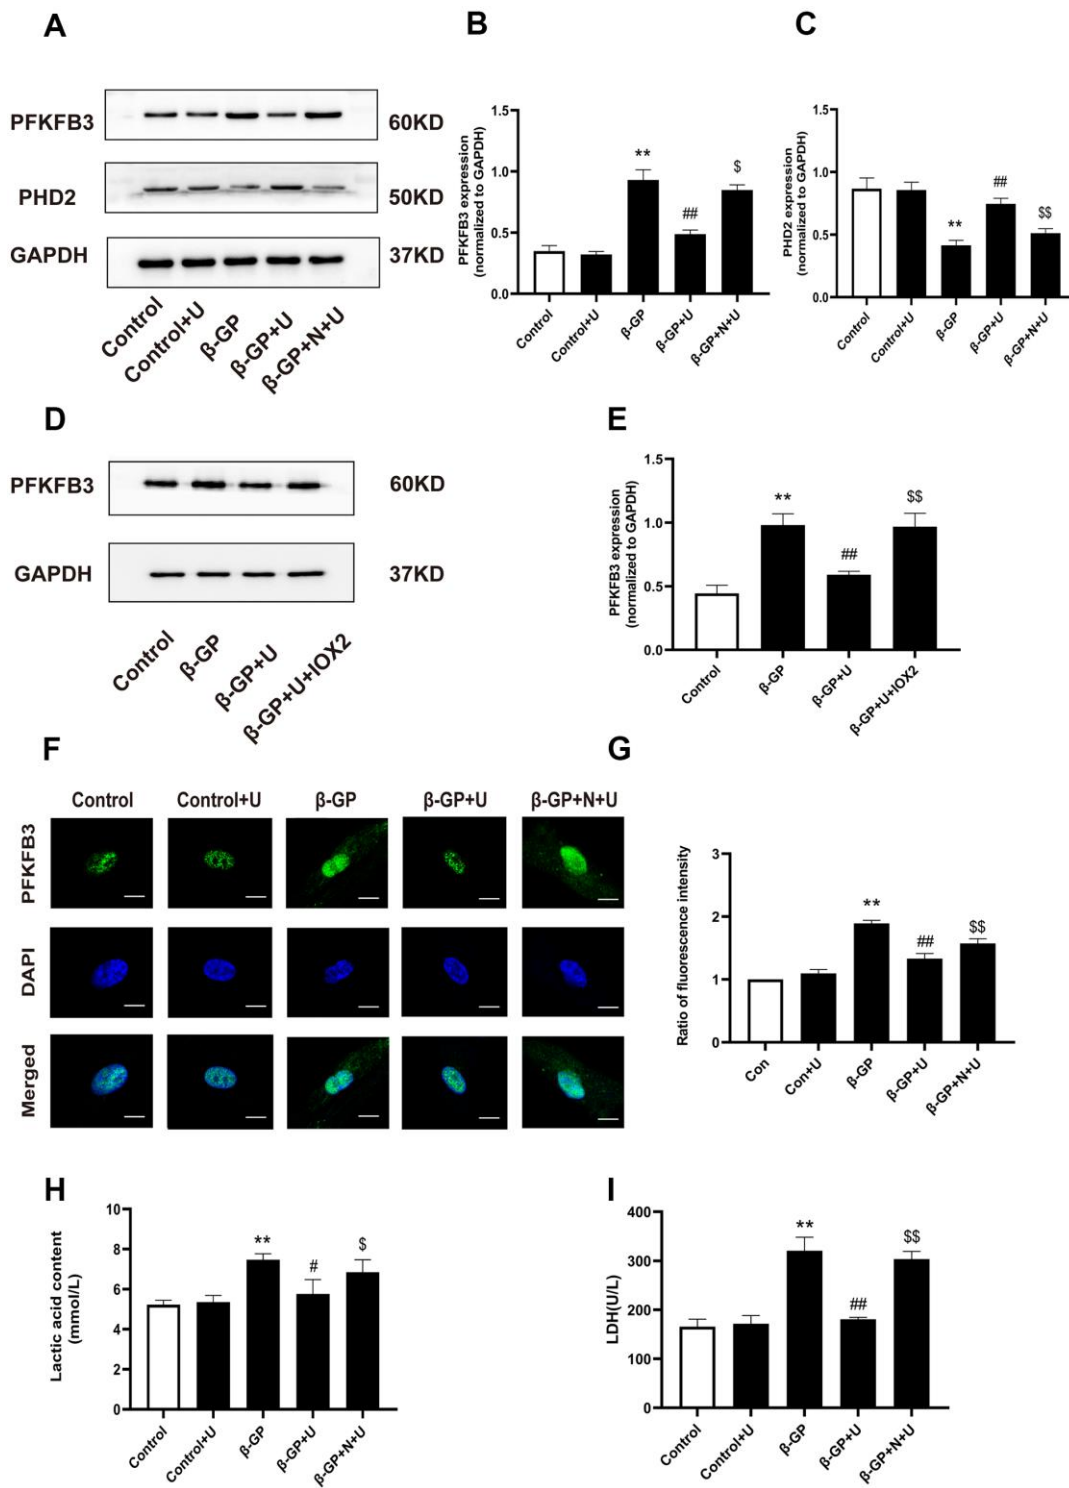 A
PFKFB3
60KD
PHD2
50KD
GAPDH
37KD
Control
Control+U
β-GP
β-GP+U
β-GP+N+U
B
PFKFB3 expression
(normalized to GAPDH)
1.5
1.0
0.5
0.0
**
##
$
Control
Control+U
β-GP
β-GP+U
β-GP+N+U
C
PHD2 expression
(normalized to GAPDH)
1.5
1.0
0.5
0.0
**
##
$$
Control
Control+U
β-GP
β-GP+U
β-GP+N+U
D
PFKFB3
60KD
GAPDH
37KD
Control
β-GP
β-GP+U
β-GP+U+IOX2
E
PFKFB3 expression
(normalized to GAPDH)
1.5
1.0
0.5
0.0
**
##
$$
Control
β-GP
β-GP+U
β-GP+U+IOX2
F
Control
Control+U
β-GP
β-GP+U
β-GP+N+U
PFKFB3
DAPI
Merged
G
Ratio of fluorescence intensity
3
2
1
0
**
##
$$
Con
Con+U
β-GP
β-GP+U
β-GP+N+U
H
Lactic acid content
(mmol/L)
10
8
6
4
2
0
**
#
$
Control
Control+U
β-GP
β-GP+U
β-GP+N+U
I
LDH(U/L)
400
300
200
100
0
**
##
$$
Control
Control+U
β-GP
β-GP+U
β-GP+N+U